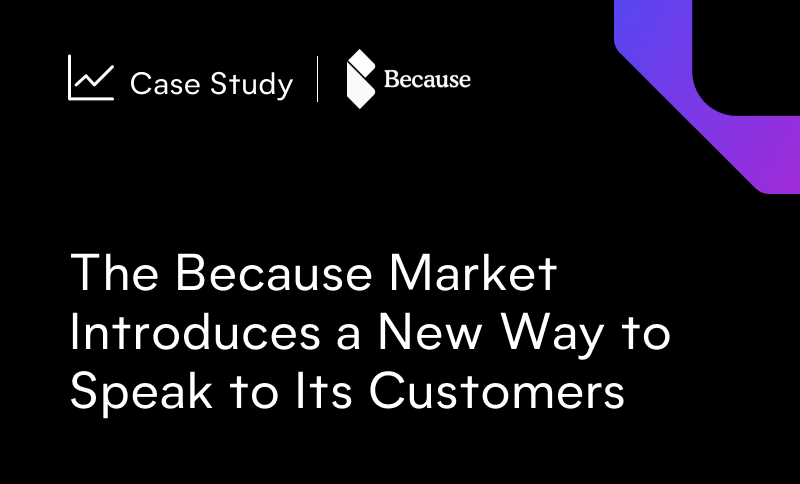 Case Study
Because
The Because Market
Introduces a New Way to
Speak to Its Customers